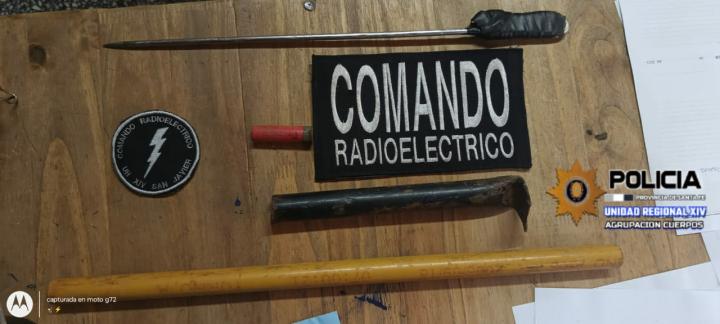 COMANDO
RADIOELECTRICO
COMANDO RADIOELECTRICO
UR XIV SAN JAVIER
POLICIA
PROVINCIA DE SANTA FE
UNIDAD REGIONAL XIV
AGRUPACION CUERPOS
capturada en moto g72